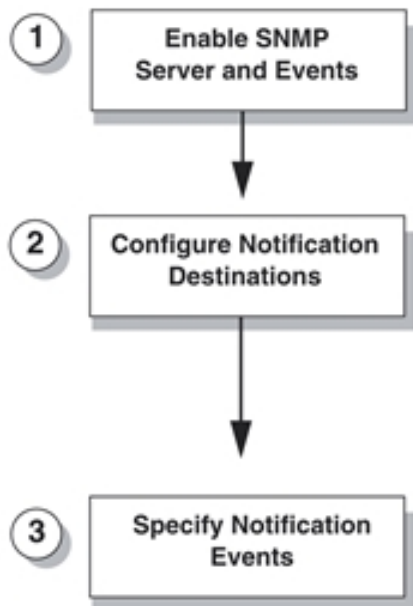 1
Enable SNMP
Server and Events
2
Configure Notification
Destinations
3
Specify Notification
Events